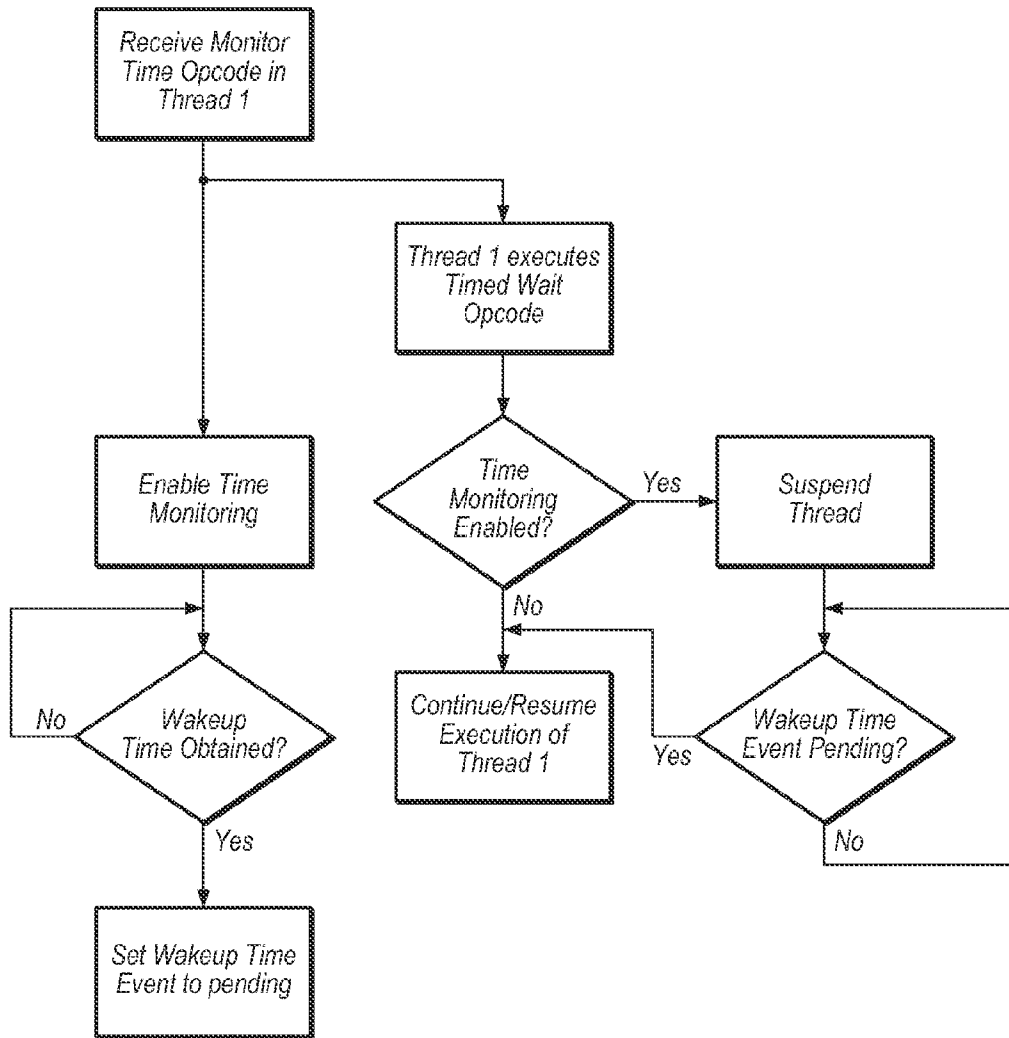 Receive Monitor
Time Opcode in
Thread 1
Thread 1 executes
Timed Wait
Opcode
Enable Time
Monitoring
Time
Monitoring
Enabled?
Yes
Suspend
Thread
No
No
Wakeup
Time Obtained?
Yes
Continue/Resume
Execution of
Thread 1
Yes
Wakeup Time
Event Pending?
No
Set Wakeup Time
Event to pending